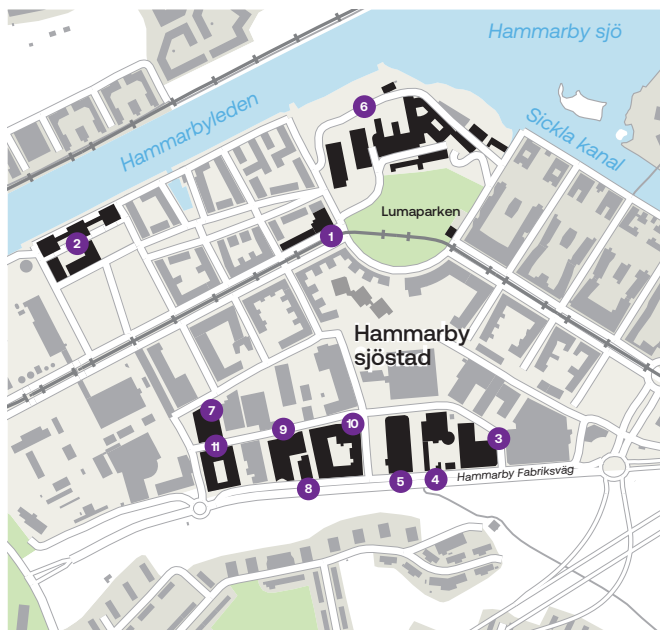 Hammarby sjö
6
Hammarbyleden
Sickla kanal
Lumaparken
1
2
Hammarby
sjöstad
7
10
9
11
3
Hammarby Fabriksväg
8
5
4